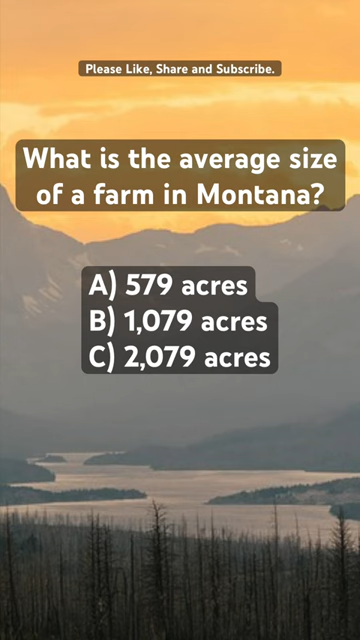 Please Like, Share and Subscribe.
What is the average size
of a farm in Montana?
A) 579 acres
B) 1,079 acres
C) 2,079 acres